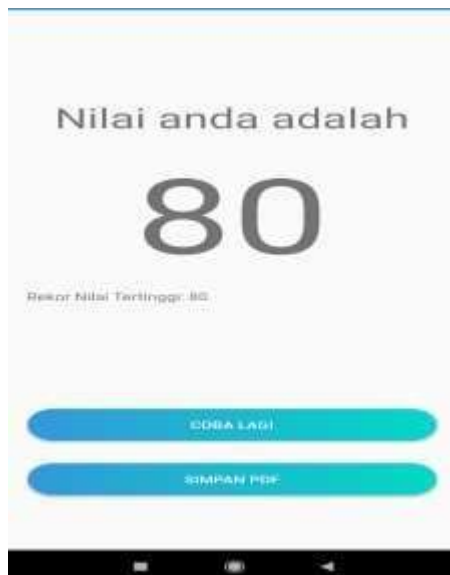 Nilai anda adalah
80
Rekor Nilai Tertinggi: 80
COBA LAGI
SIMPAN PDF